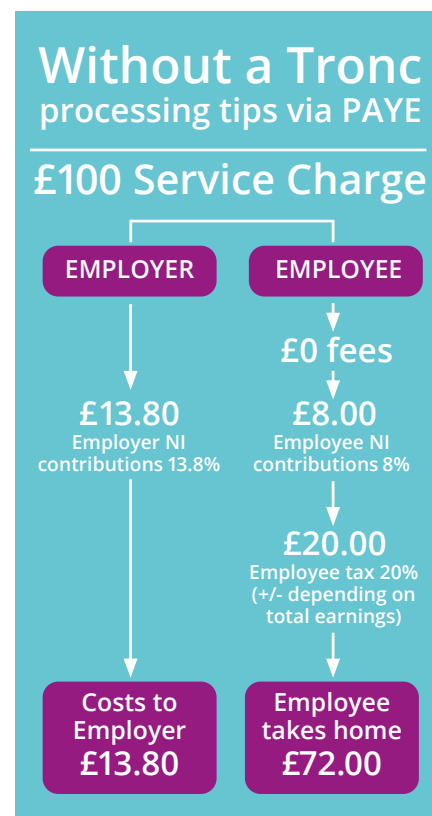 Without a Tronc
processing tips via PAYE
£100 Service Charge
EMPLOYER
EMPLOYEE
£0 fees
£13.80
Employer NI
contributions 13.8%
£8.00
Employee NI
contributions 8%
£20.00
Employee tax 20%
(+/- depending on
total earnings)
Costs to
Employer
£13.80
Employee
takes home
£72.00